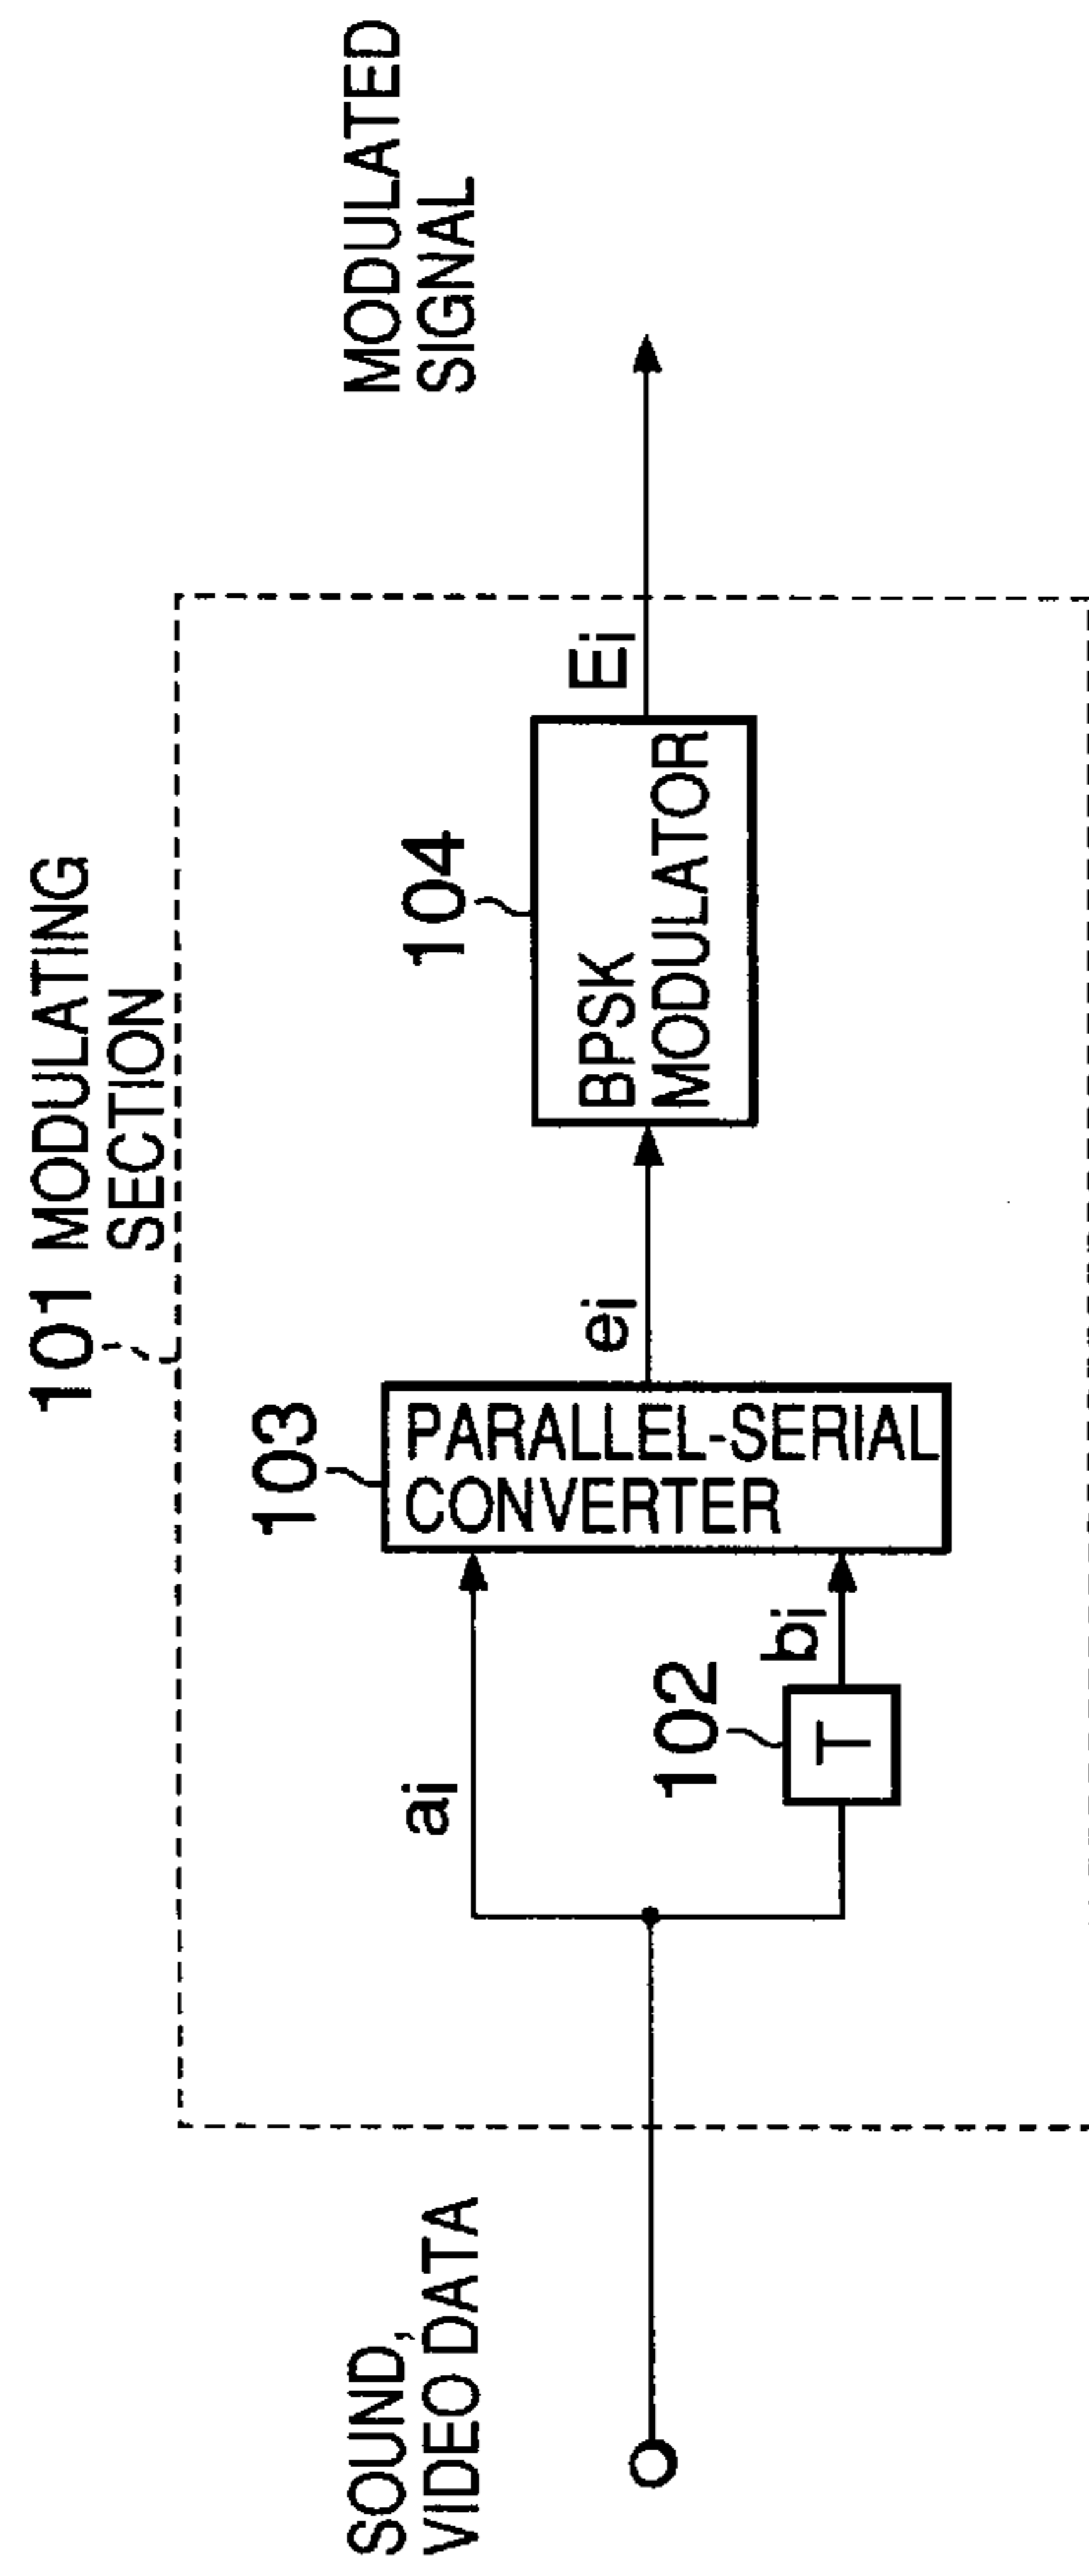 101 MODULATING
SECTION
SOUND,
VIDEO DATA
ai
102
T
bi
103
PARALLEL-SERIAL
CONVERTER
ei
104
BPSK
MODULATOR
Ei
MODULATED
SIGNAL